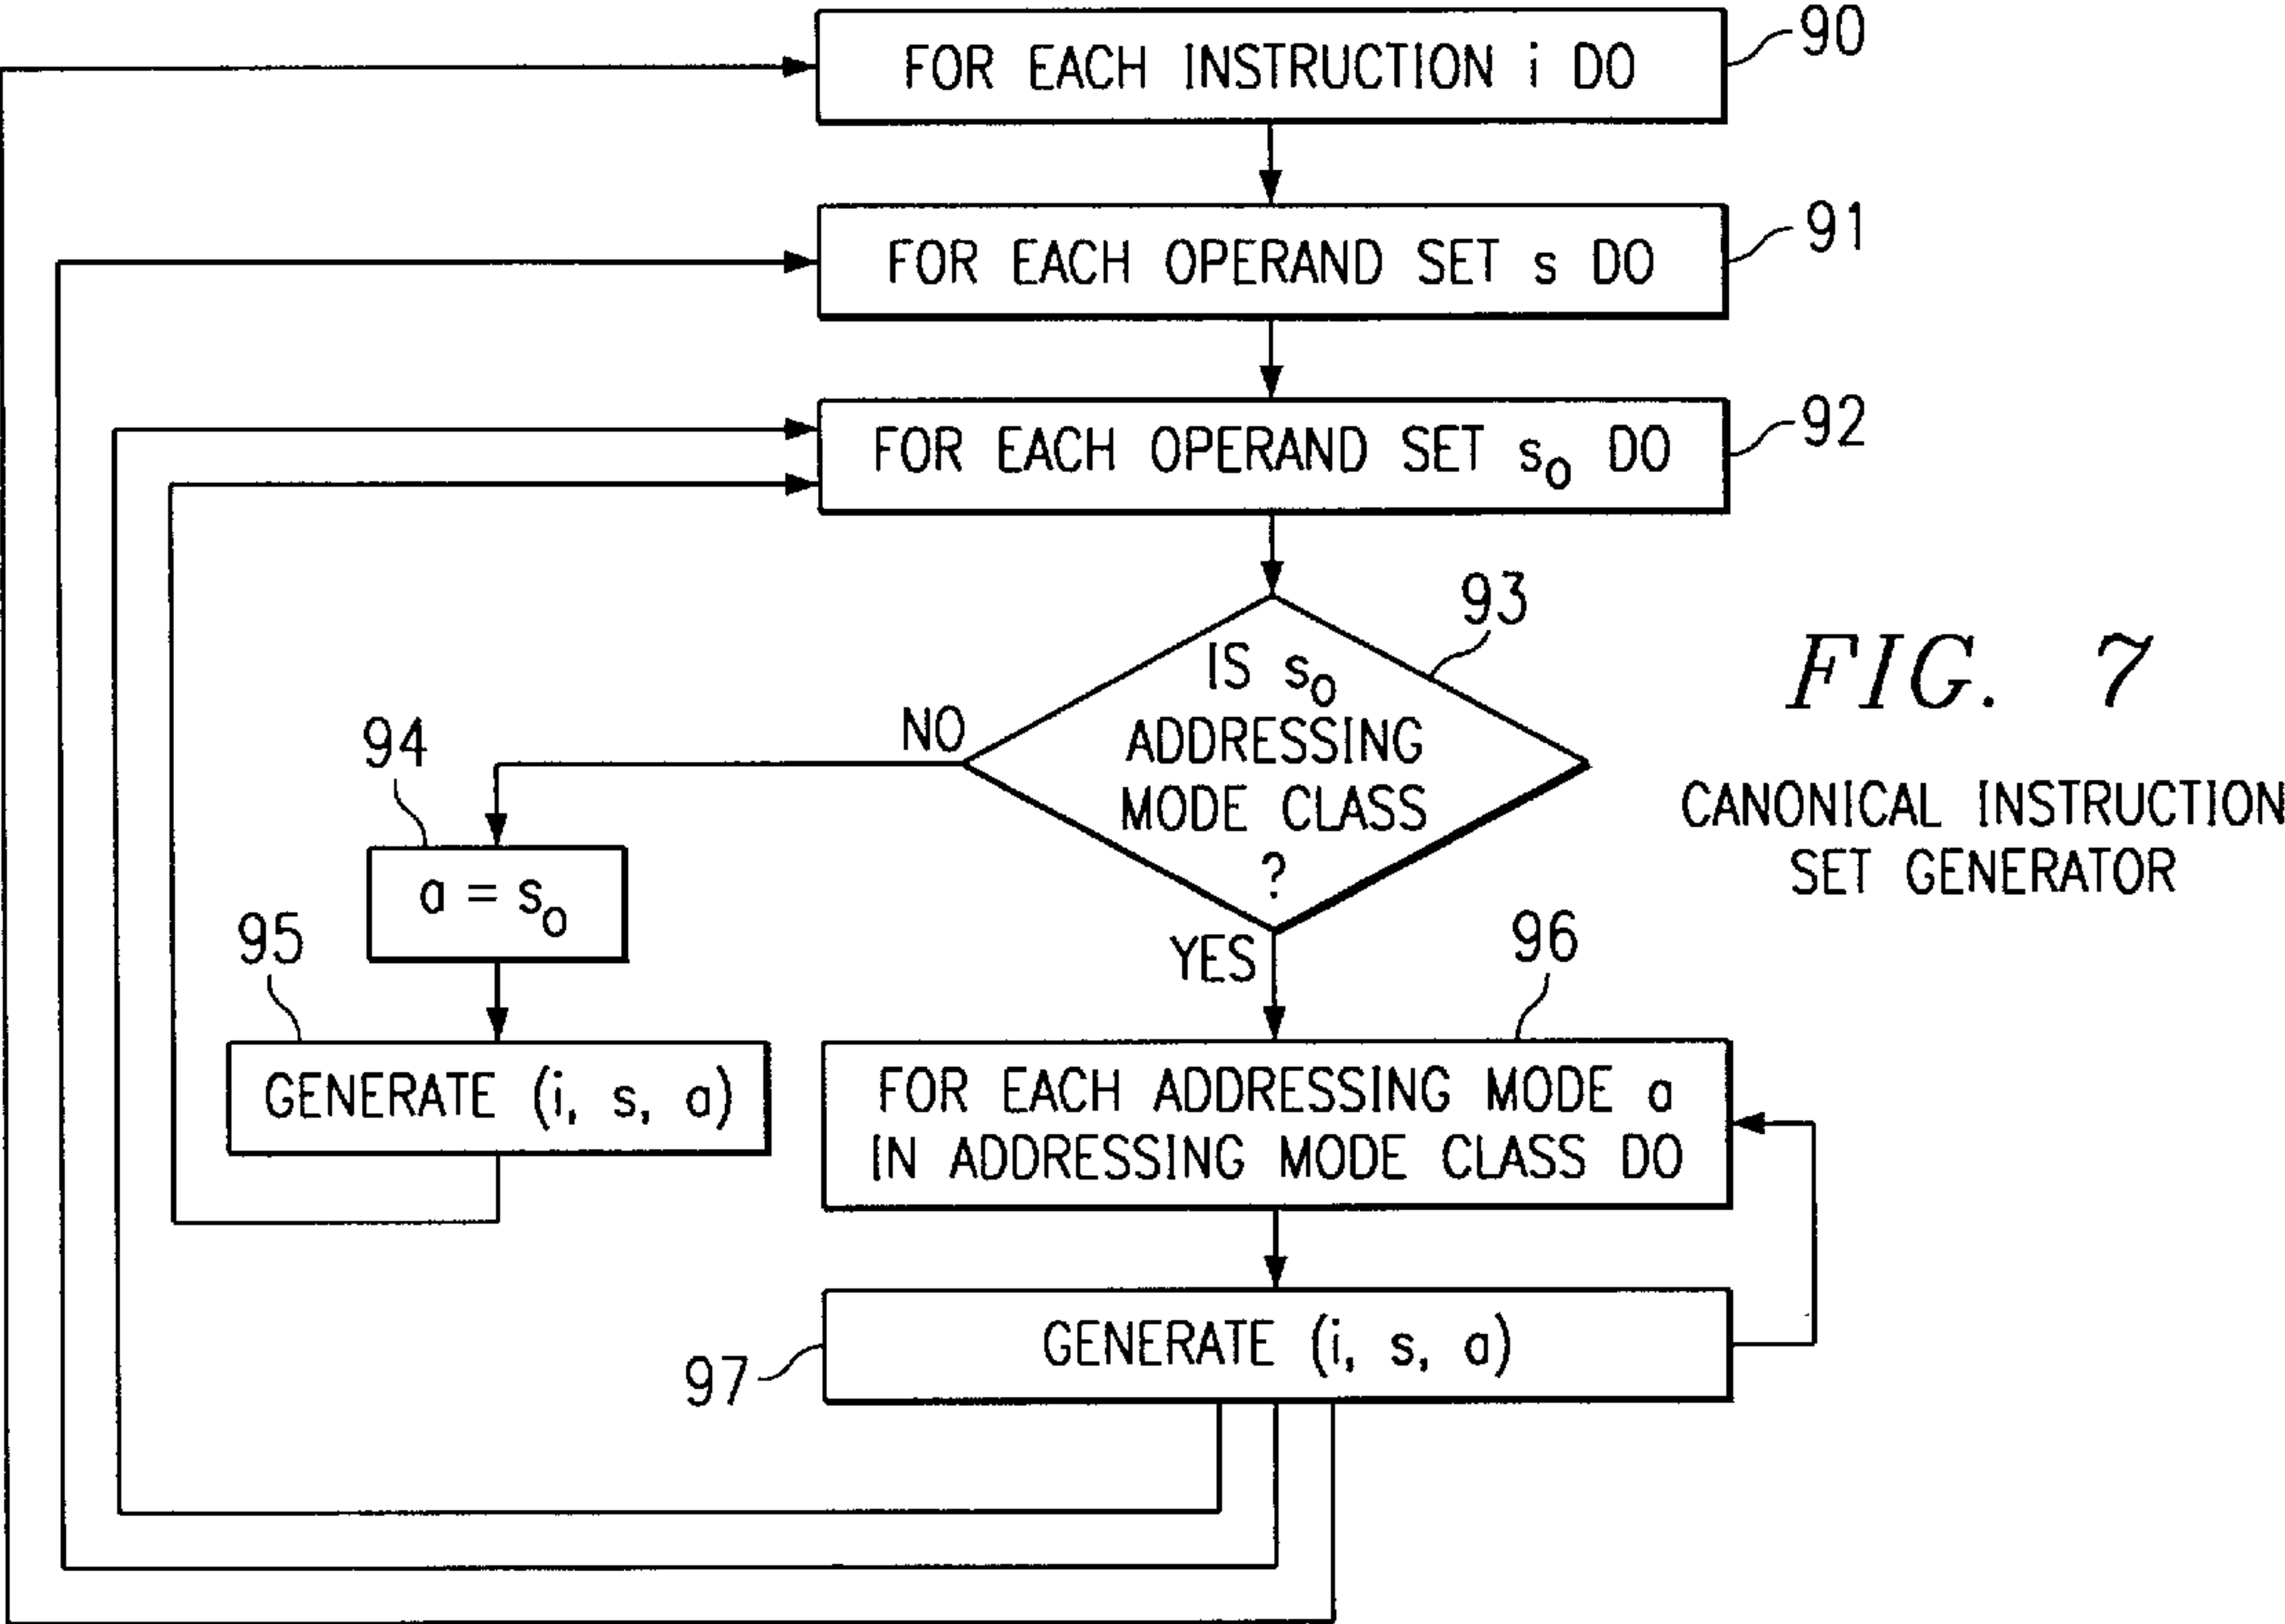 FOR EACH INSTRUCTION i DO
90
FOR EACH OPERAND SET s DO
91
FOR EACH OPERAND SET s₀ DO
92
93
IS s₀
ADDRESSING
MODE CLASS
?
NO
YES
FIG. 7
CANONICAL INSTRUCTION
SET GENERATOR
94
a = s₀
95
GENERATE (i, s, a)
96
FOR EACH ADDRESSING MODE a
IN ADDRESSING MODE CLASS DO
GENERATE (i, s, a)
97